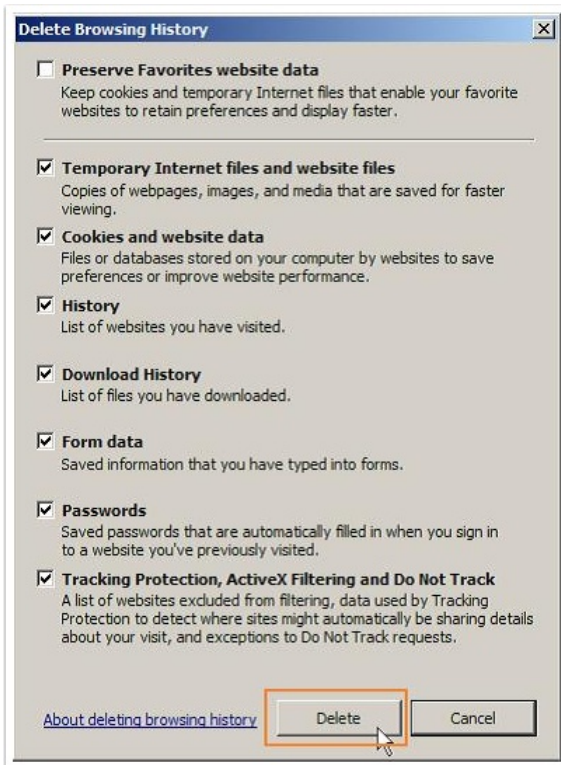 Delete Browsing History
Preserve Favorites website data
Keep cookies and temporary Internet files that enable your favorite
websites to retain preferences and display faster.
Temporary Internet files and website files
Copies of webpages, images, and media that are saved for faster
viewing.
Cookies and website data
Files or databases stored on your computer by websites to save
preferences or improve website performance.
History
List of websites you have visited.
Download History
List of files you have downloaded.
Form data
Saved information that you have typed into forms.
Passwords
Saved passwords that are automatically filled in when you sign in
to a website you've previously visited.
Tracking Protection, ActiveX Filtering and Do Not Track
A list of websites excluded from filtering, data used by Tracking
Protection to detect where sites might automatically be sharing details
about your visit, and exceptions to Do Not Track requests.
About deleting browsing history Delete Cancel